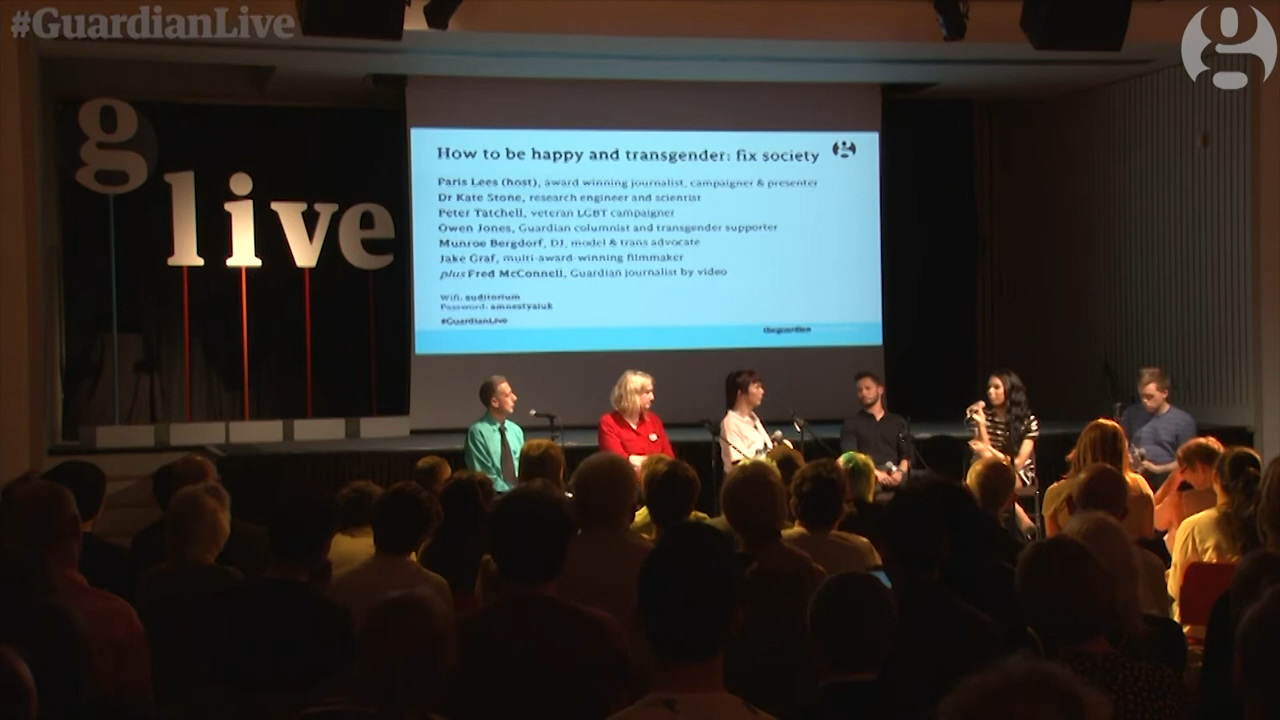 #GuardianLive
g
g
live
How to be happy and transgender: fix society
Paris Lees (host), award winning journalist, campaigner & presenter
Dr Kate Stone, research engineer and scientist
Peter Tatchell, veteran LGBT campaigner
Owen Jones, Guardian columnist and transgender supporter
Munroe Bergdorf, DJ, model & trans advocate
Jake Graf, multi-award-winning filmmaker
plus Fred McConnell, Guardian journalist by video
Wifi: auditorium
Password: amnestyaiuk
#GuardianLive
theguardian